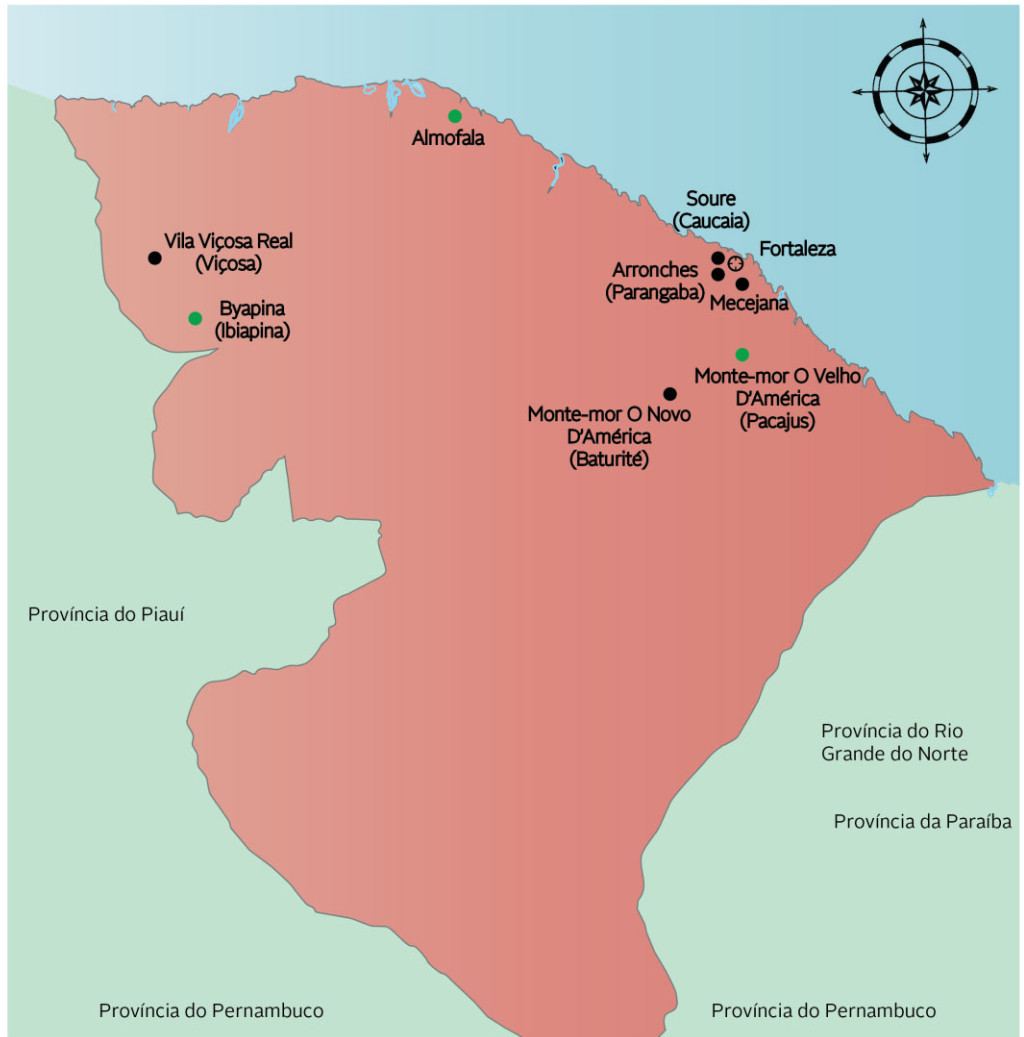 Almofala
Soure
(Caucaia)
Fortaleza
Vila Viçosa Real
(Viçosa)
Arronches
(Parangaba)
Mecejana
Byapina
(Ibiapina)
Monte-mor O Velho
D'América
(Pacajus)
Monte-mor O Novo
D'América
(Baturité)
Província do Piauí
Província do Rio
Grande do Norte
Província da Paraíba
Província do Pernambuco
Província do Pernambuco